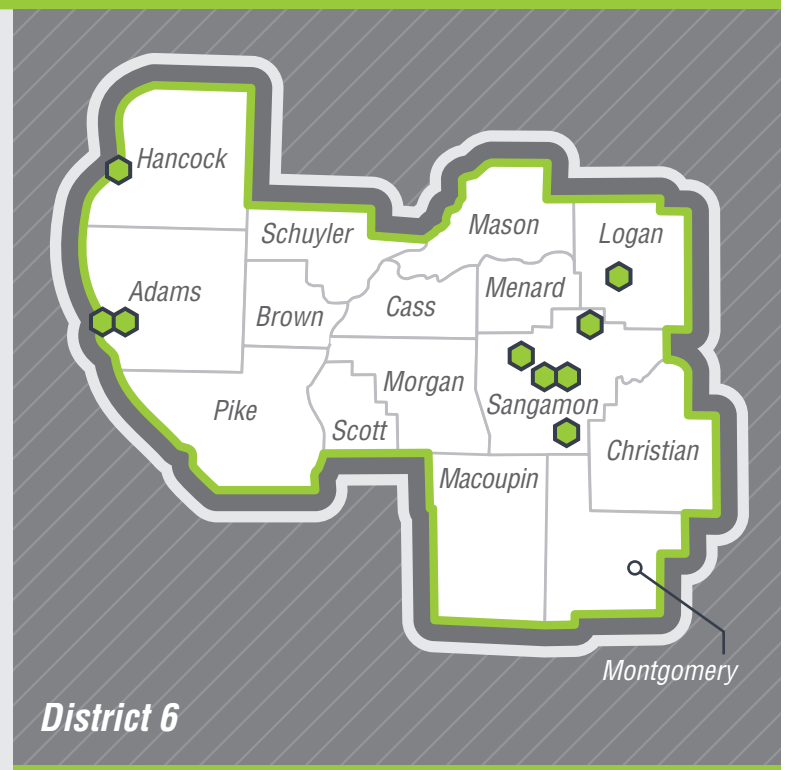 Hancock
Schuyler
Mason
Logan
Adams
Brown
Cass
Menard
Pike
Scott
Morgan
Sangamon
Christian
Macoupin
Montgomery
District 6